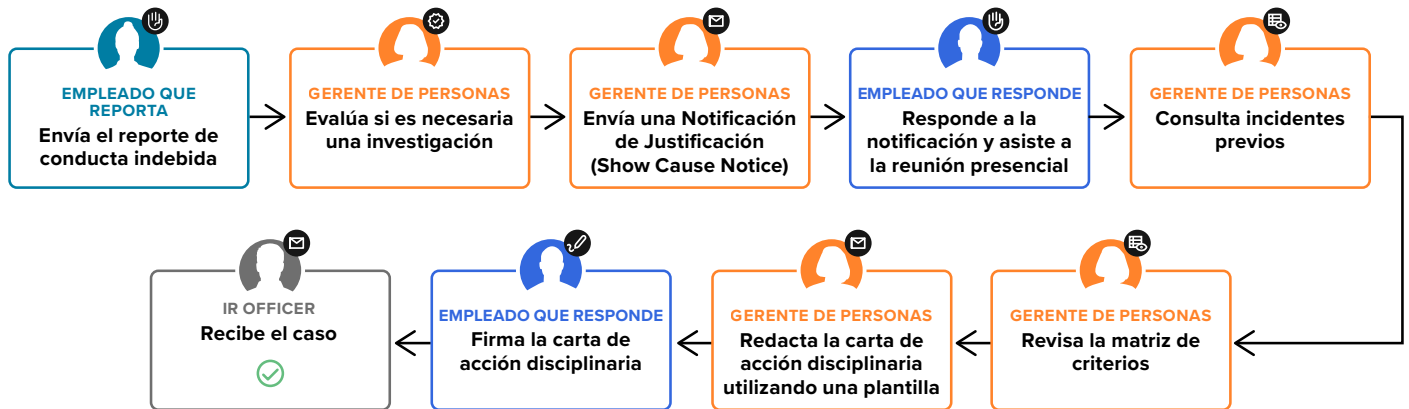 EMPLEADO QUE
REPORTA
Envía el reporte de
conducta indebida
GERENTE DE PERSONAS
Evalúa si es necesaria
una investigación
GERENTE DE PERSONAS
Envía una Notificación
de Justificación
(Show Cause Notice)
EMPLEADO QUE RESPONDE
Responde a la
notificación y asiste a
la reunión presencial
GERENTE DE PERSONAS
Consulta incidentes
previos
GERENTE DE PERSONAS
Revisa la matriz de
criterios
GERENTE DE PERSONAS
Redacta la carta de
acción disciplinaria
utilizando una plantilla
EMPLEADO QUE RESPONDE
Firma la carta de
acción disciplinaria
IR OFFICER
Recibe el caso